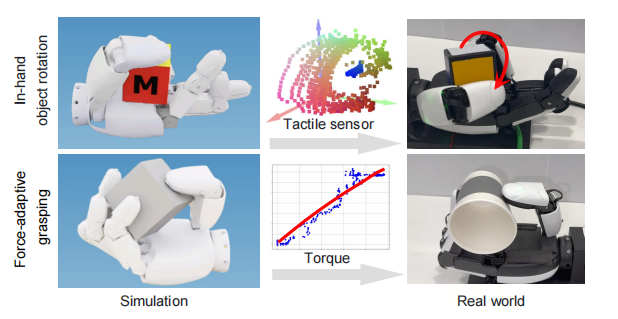 In-hand
object rotation
M
Tactile sensor
Force-adaptive
grasping
Torque
Simulation
Real world